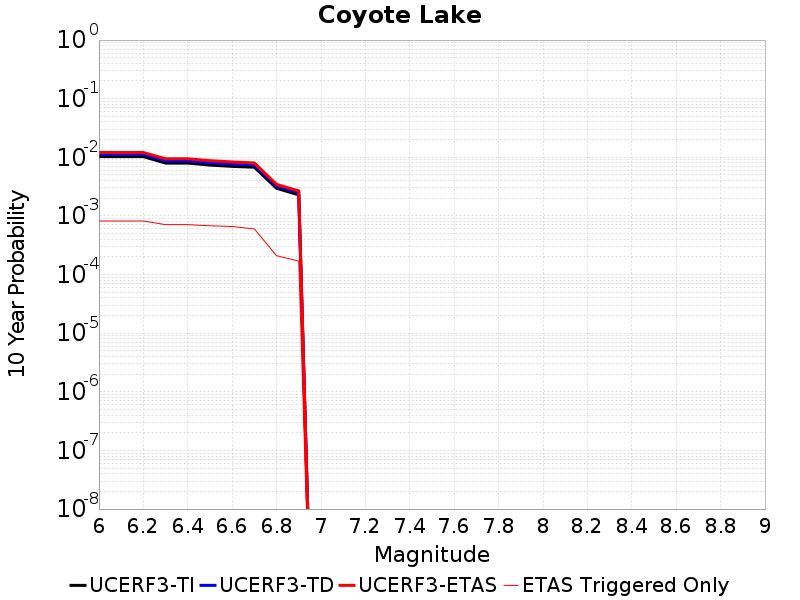 Coyote Lake
10 Year Probability
10^0
10^-1
10^-2
10^-3
10^-4
10^-5
10^-6
10^-7
10^-8
6 6.2 6.4 6.6 6.8 7 7.2 7.4 7.6 7.8 8 8.2 8.4 8.6 8.8 9
Magnitude
UCERF3-TI UCERF3-TD UCERF3-ETAS ETAS Triggered Only